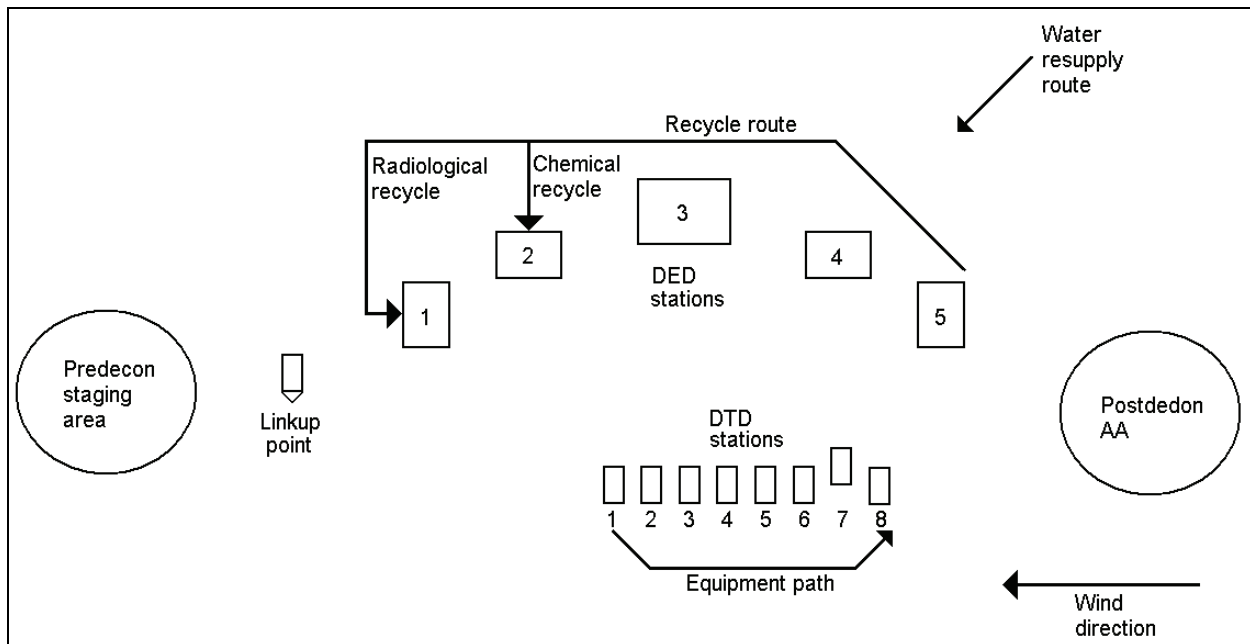 Water
resupply
route
Recycle route
Radiological
recycle
Chemical
recycle
3
2
4
DED
stations
1
5
Predecon
staging
area
Linkup
point
Postdedon
AA
DTD
stations
1 2 3 4 5 6 7 8
Equipment path
Wind
direction